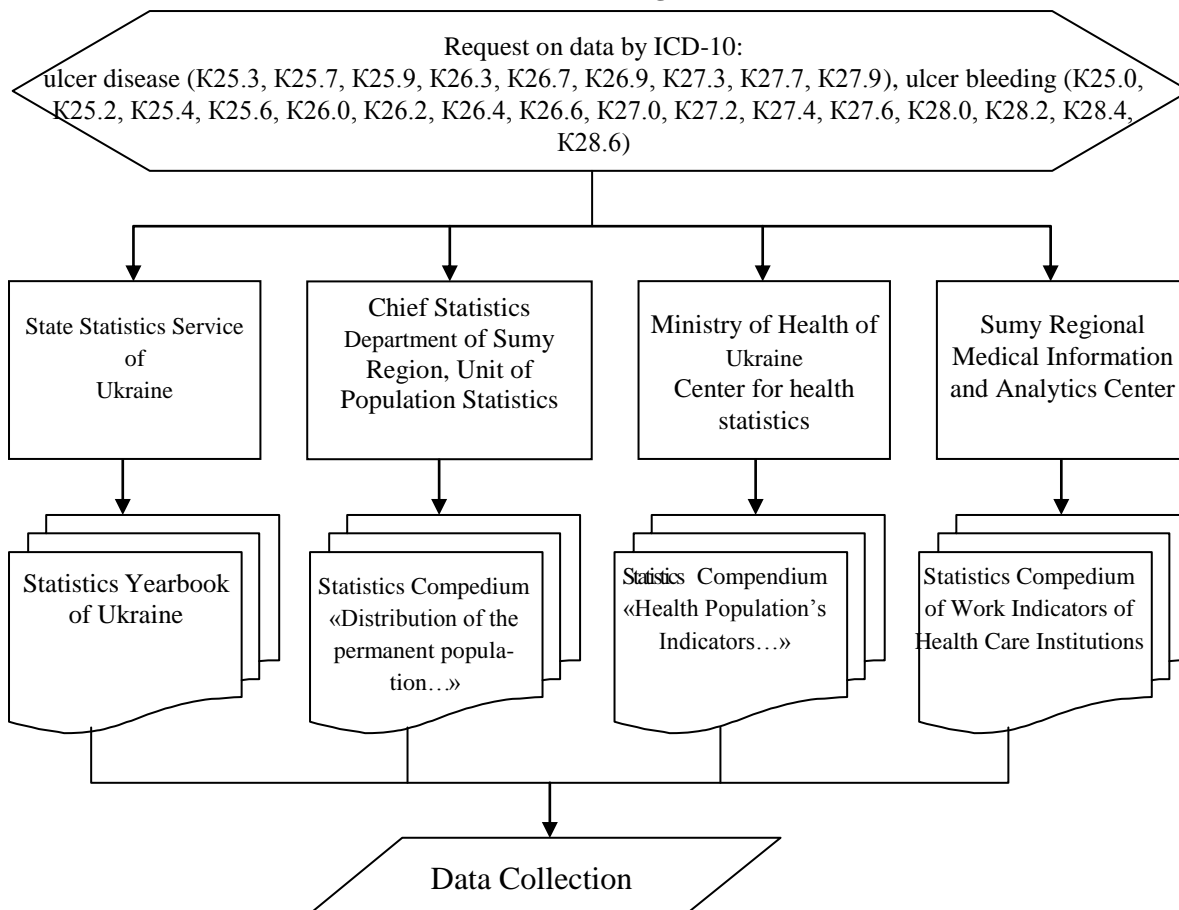 Request on data by ICD-10:
ulcer disease (K25.3, K25.7, K25.9, K26.3, K26.7, K26.9, K27.3, K27.7, K27.9), ulcer bleeding (K25.0,
K25.2, K25.4, K25.6, K26.0, K26.2, K26.4, K26.6, K27.0, K27.2, K27.4, K27.6, K28.0, K28.2, K28.4,
K28.6)
State Statistics Service
of
Ukraine
Chief Statistics
Department of Sumy
Region, Unit of
Population Statistics
Ministry of Health of
Ukraine
Center for health
statistics
Sumy Regional
Medical Information
and Analytics Center
Statistics Yearbook
of Ukraine
Statistics Compedium
«Distribution of the
permanent popula-
tion…»
Statistics Compendium
«Health Population’s
Indicators…»
Statistics Compedium
of Work Indicators of
Health Care Institutions
Data Collection